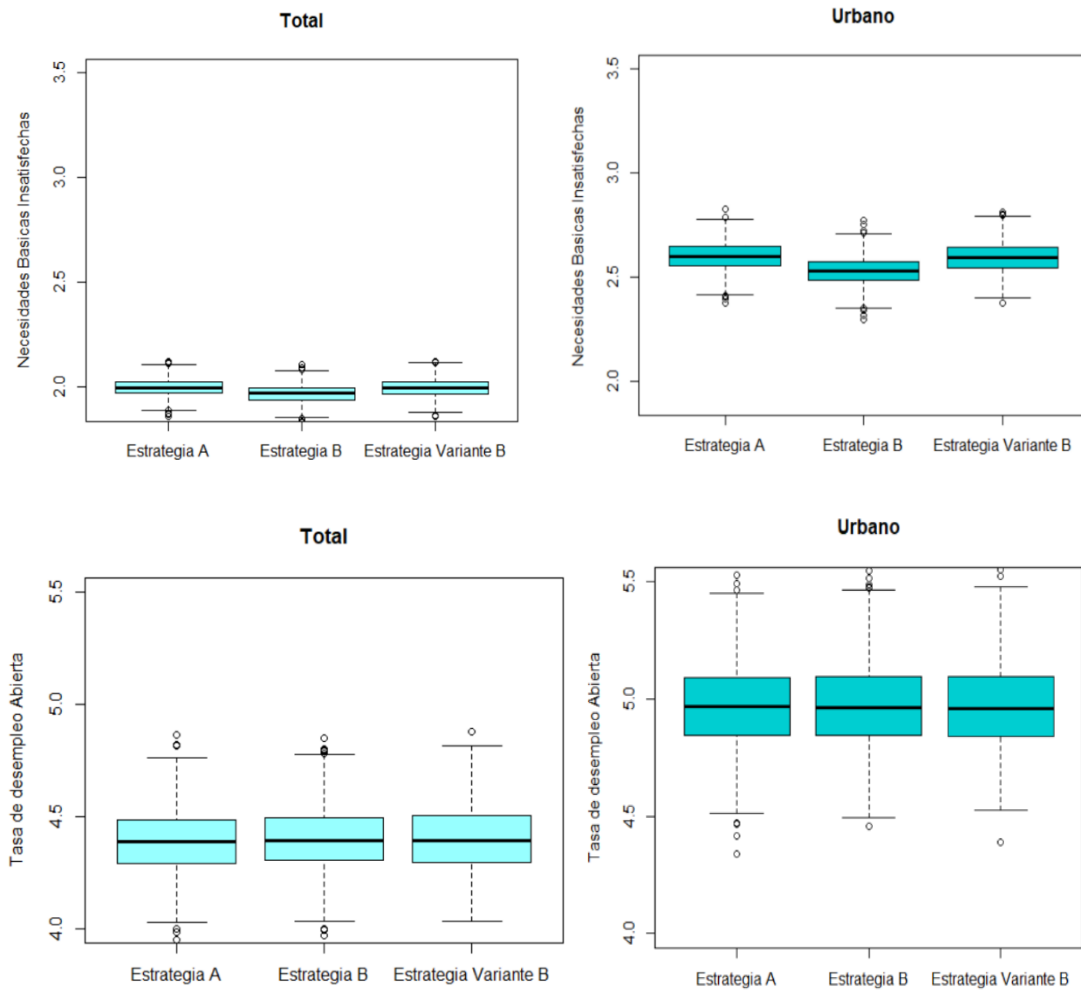 Total
Necesidades Basicas Insatisfechas
3.5
3.0
2.5
2.0
Estrategia A
Estrategia B
Estrategia Variante B
Urbano
Necesidades Basicas Insatisfechas
3.5
3.0
2.5
2.0
Estrategia A
Estrategia B
Estrategia Variante B
Total
Tasa de desempleo Abierta
5.5
5.0
4.5
4.0
Estrategia A
Estrategia B
Estrategia Variante B
Urbano
Tasa de desempleo Abierta
5.5
5.0
4.5
4.0
Estrategia A
Estrategia B
Estrategia Variante B